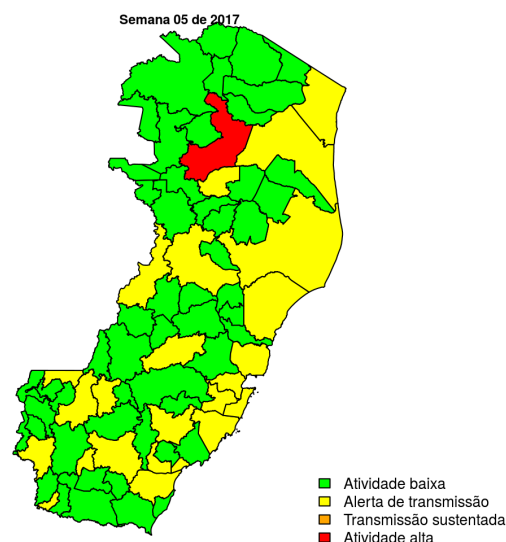 Semana 05 de 2017
Atividade baixa
Alerta de transmissão
Transmissão sustentada
Atividade alta